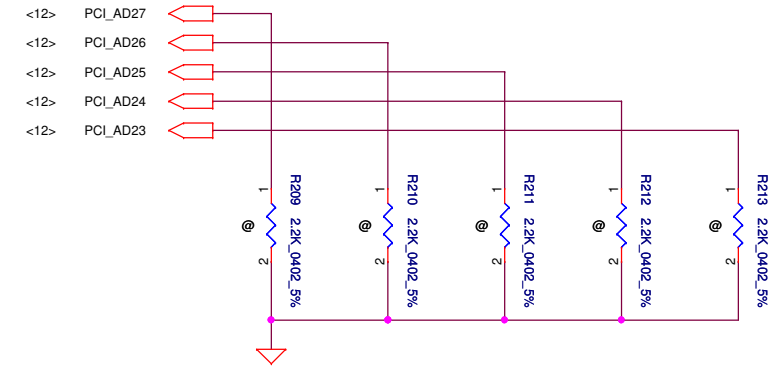 <12> PCI_AD27
<12> PCI_AD26
<12> PCI_AD25
<12> PCI_AD24
<12> PCI_AD23
1 R209
@ 2.2K_0402_5%
2
1 R210
@ 2.2K_0402_5%
2
1 R211
@ 2.2K_0402_5%
2
1 R212
@ 2.2K_0402_5%
2
1 R213
@ 2.2K_0402_5%
2